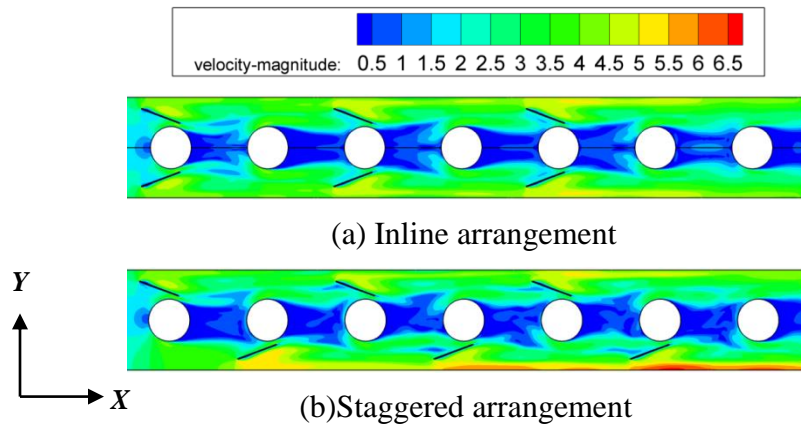 velocity-magnitude: 0.5 1 1.5 2 2.5 3 3.5 4 4.5 5 5.5 6 6.5
(a) Inline arrangement
Y
X
(b)Staggered arrangement